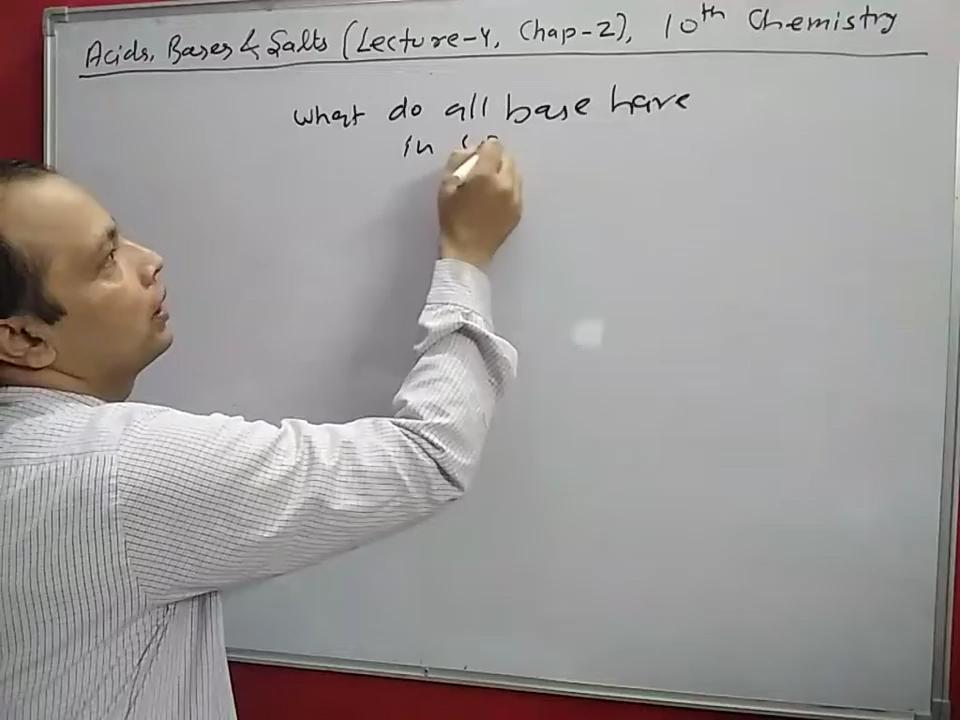 Acids, Bases & Salts (Lecture-4, Chap-2), 10th Chemistry
what do all base have
in